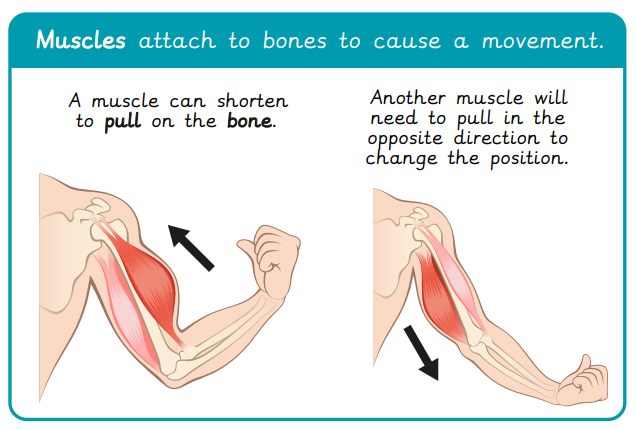 Muscles attach to bones to cause a movement.
A muscle can shorten
to pull on the bone.
Another muscle will
need to pull in the
opposite direction to
change the position.